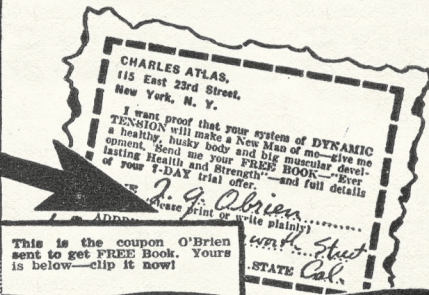 CHARLES ATLAS,
115 East 23rd Street,
New York, N. Y.
I want proof that your system of DYNAMIC
TENSION will make a New Man of me—give me
a healthy, husky body and big muscular devel-
opment. Send me your FREE BOOK—"Ever
lasting Health and Strength"—and full details
of your 7-DAY trial offer.
J. G. Obrien
(Please print or write plainly)
worth Street
STATE Cal.
This is the coupon O'Brien
sent to get FREE Book. Yours
is below—clip it now!